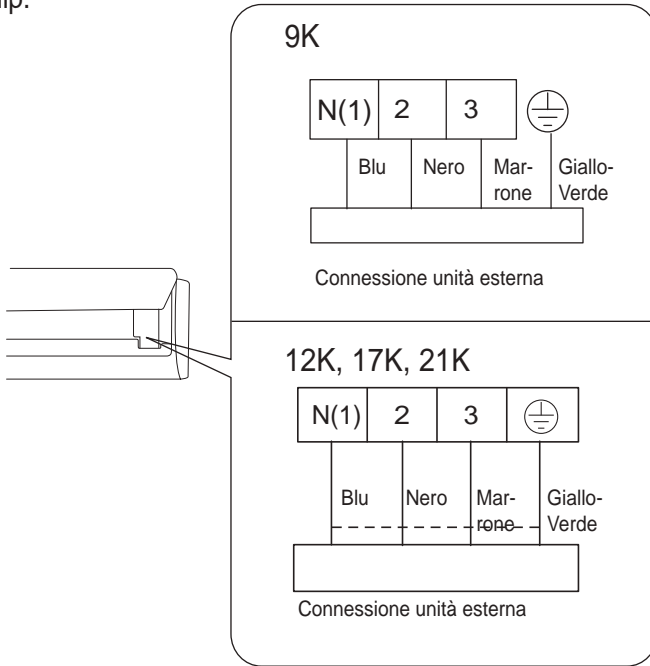 9K
N(1) 2 3
Blu Nero Mar-rone Giallo-Verde
Connessione unità esterna
12K, 17K, 21K
N(1) 2 3
Blu Nero Mar-rone Giallo-Verde
Connessione unità esterna